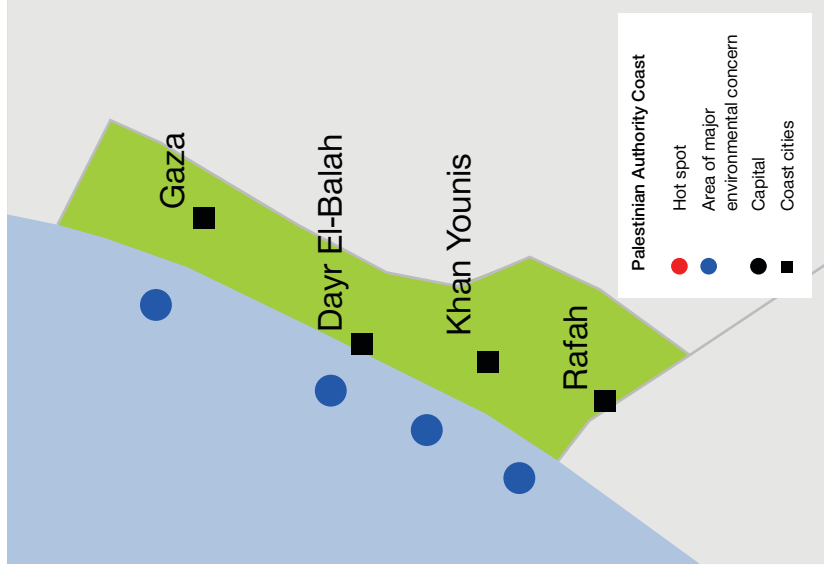 Gaza
Dayr El-Balah
Khan Younis
Rafah
Palestinian Authority Coast
Hot spot
Area of major
environmental concern
Capital
Coast cities